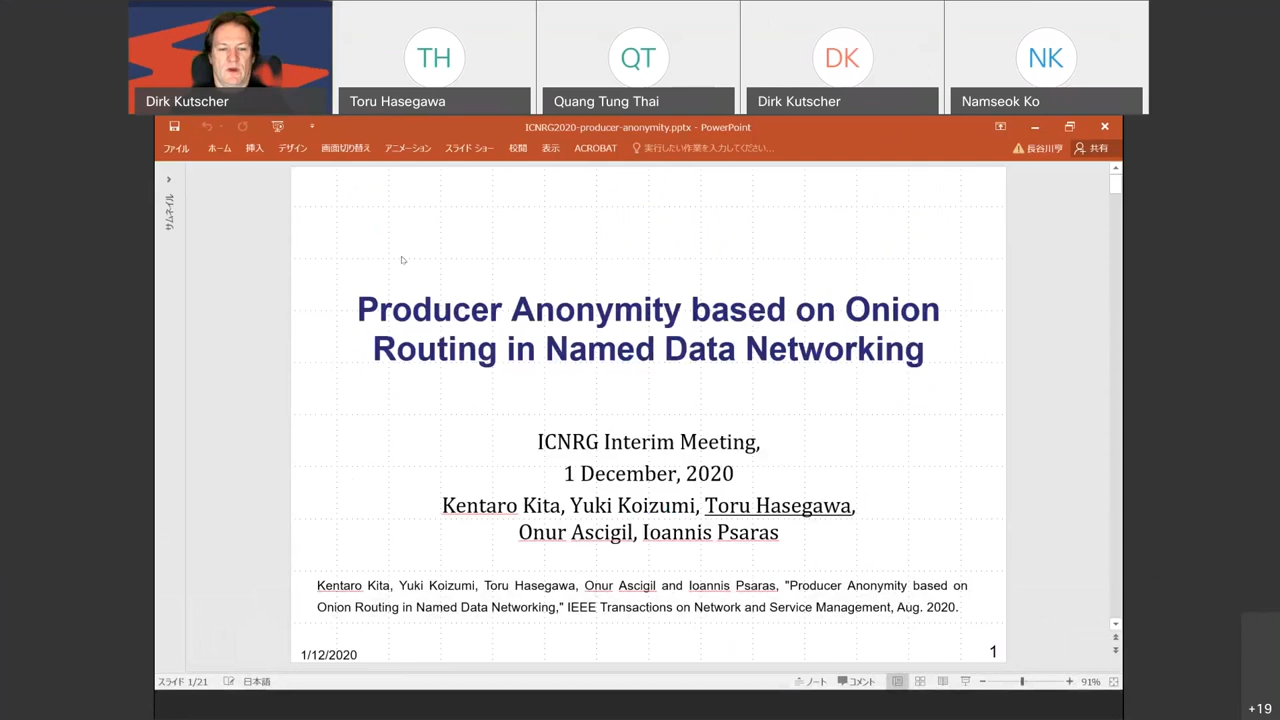 TH
QT
DK
NK
Dirk Kutscher
Toru Hasegawa
Quang Tung Thai
Dirk Kutscher
Namseok Ko
ICNRG2020-producer-anonymity.pptx - PowerPoint
ファイル ホーム 挿入 デザイン 画面切り替え アニメーション スライド ショー 校閲 表示 ACROBAT 実行したい作業を入力してください... 長谷川亨 共有
サムネイル
Producer Anonymity based on Onion
Routing in Named Data Networking
ICNRG Interim Meeting,
1 December, 2020
Kentaro Kita, Yuki Koizumi, Toru Hasegawa,
Onur Ascigil, Ioannis Psaras
Kentaro Kita, Yuki Koizumi, Toru Hasegawa, Onur Ascigil and Ioannis Psaras, "Producer Anonymity based on
Onion Routing in Named Data Networking," IEEE Transactions on Network and Service Management, Aug. 2020.
1/12/2020
1
スライド 1/21 日本語 ノート コメント 91%
+19